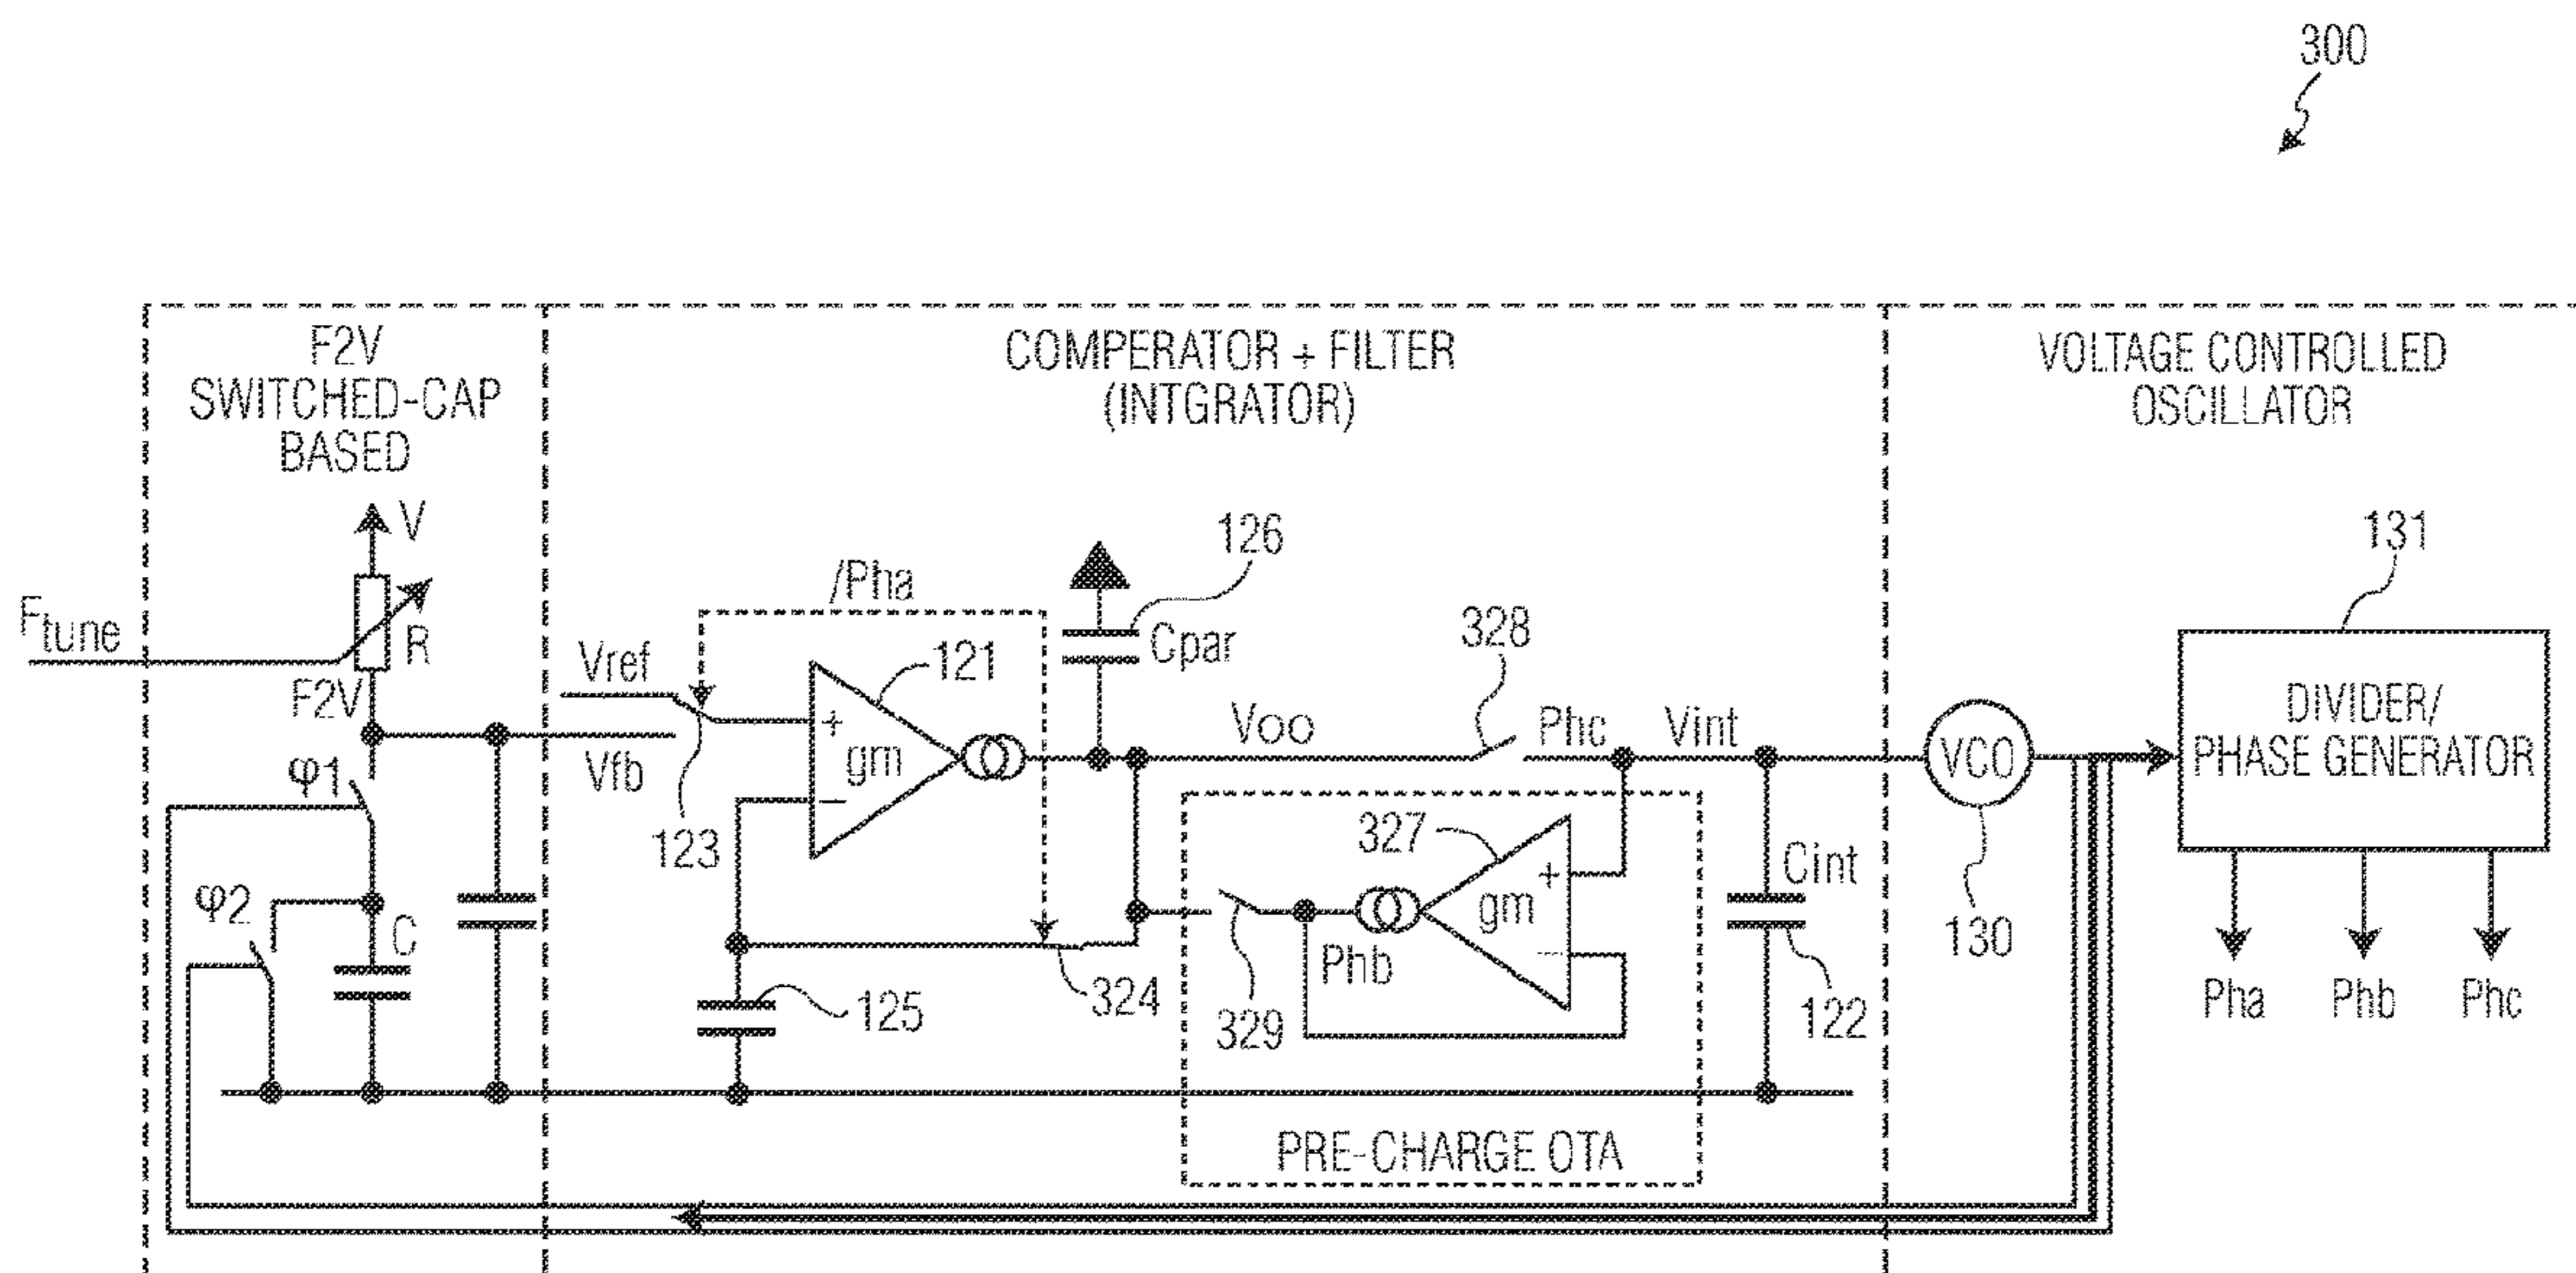 300
F2V
SWITCHED-CAP
BASED
COMPERATOR + FILTER
(INTGRATOR)
VOLTAGE CONTROLLED
OSCILLATOR
V
Ftune
R
F2V
φ1
φ2
C
/Pha
Vref
Vfb
123
121
+
gm
−
126
Cpar
Voo
328
Phc
Vint
327
+
gm
−
Phb
329
324
125
Cint
122
PRE-CHARGE OTA
VCO
130
131
DIVIDER/
PHASE GENERATOR
Pha
Phb
Phc